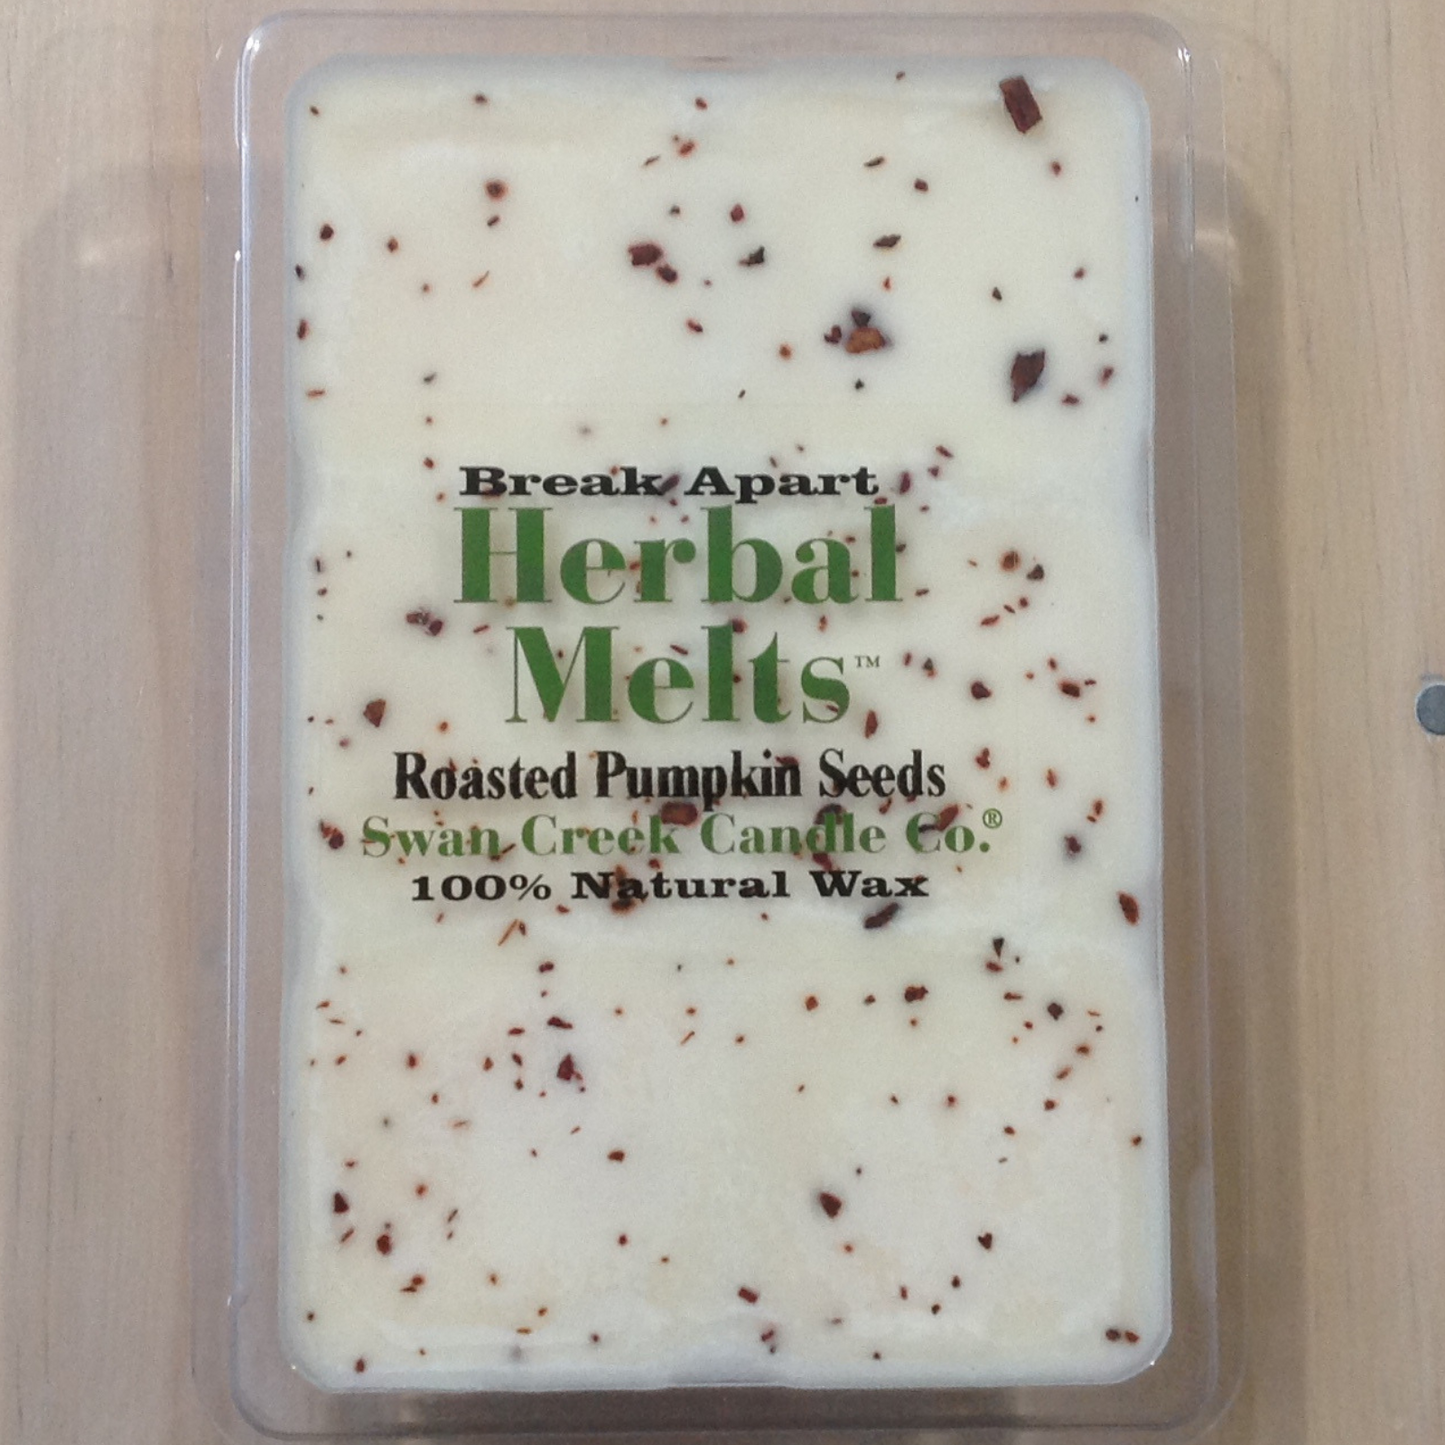 Break Apart
Herbal
Melts™
Roasted Pumpkin Seeds
Swan Creek Candle Co.®
100% Natural Wax